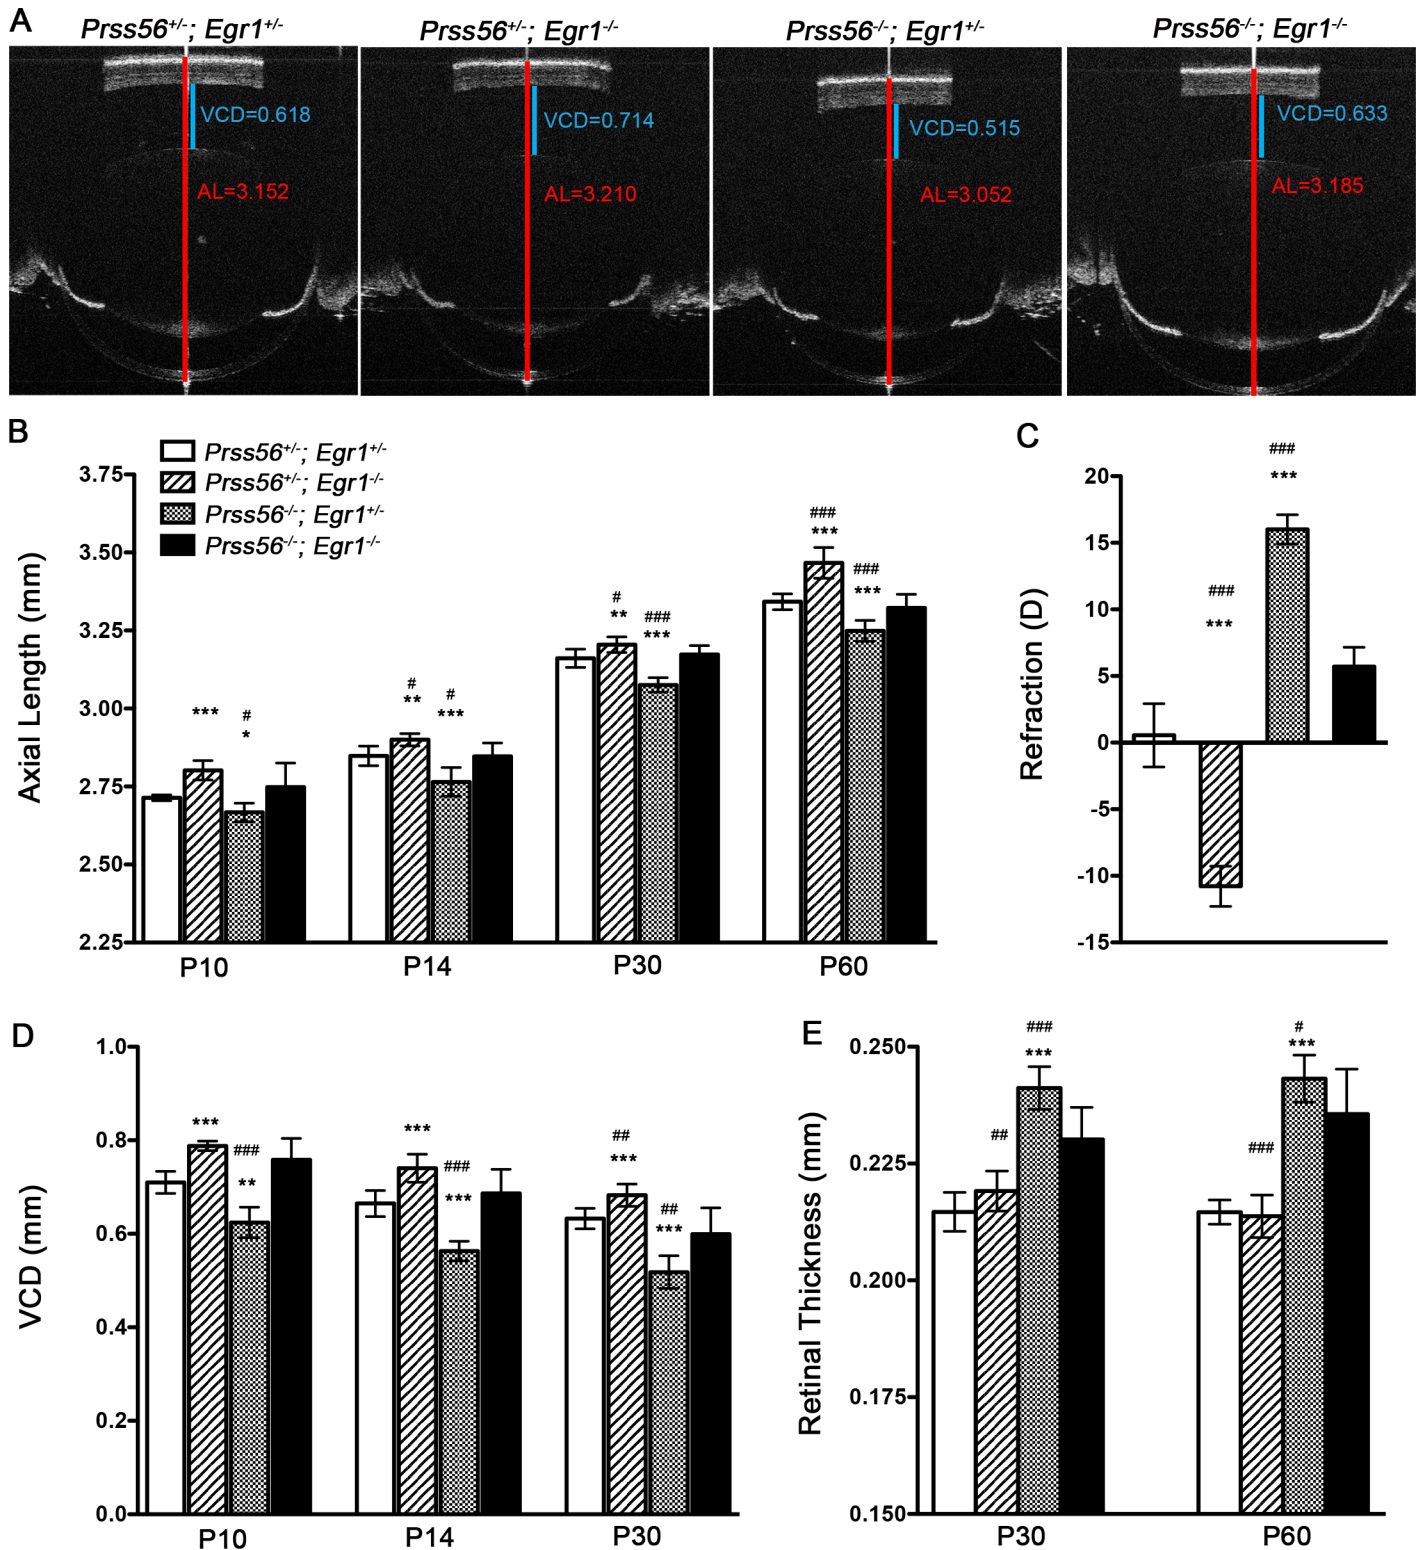 A
Prss56+/-; Egr1+/-
Prss56+/-; Egr1-/-
Prss56-/-; Egr1+/-
Prss56-/-; Egr1-/-
VCD=0.618
AL=3.152
VCD=0.714
AL=3.210
VCD=0.515
AL=3.052
VCD=0.633
AL=3.185
B
Prss56+/-; Egr1+/-
Prss56+/-; Egr1-/-
Prss56-/-; Egr1+/-
Prss56-/-; Egr1-/-
Axial Length (mm)
3.75
3.50
3.25
3.00
2.75
2.50
2.25
***
#
*
#
**
#
***
#
**
###
***
###
***
###
***
P10
P14
P30
P60
C
Refraction (D)
20
15
10
5
0
-5
-10
-15
###
***
###
***
D
VCD (mm)
1.0
0.8
0.6
0.4
0.2
0.0
***
###
**
***
###
***
##
***
##
***
P10
P14
P30
E
Retinal Thickness (mm)
0.250
0.225
0.200
0.175
0.150
##
###
***
###
#
***
P30
P60